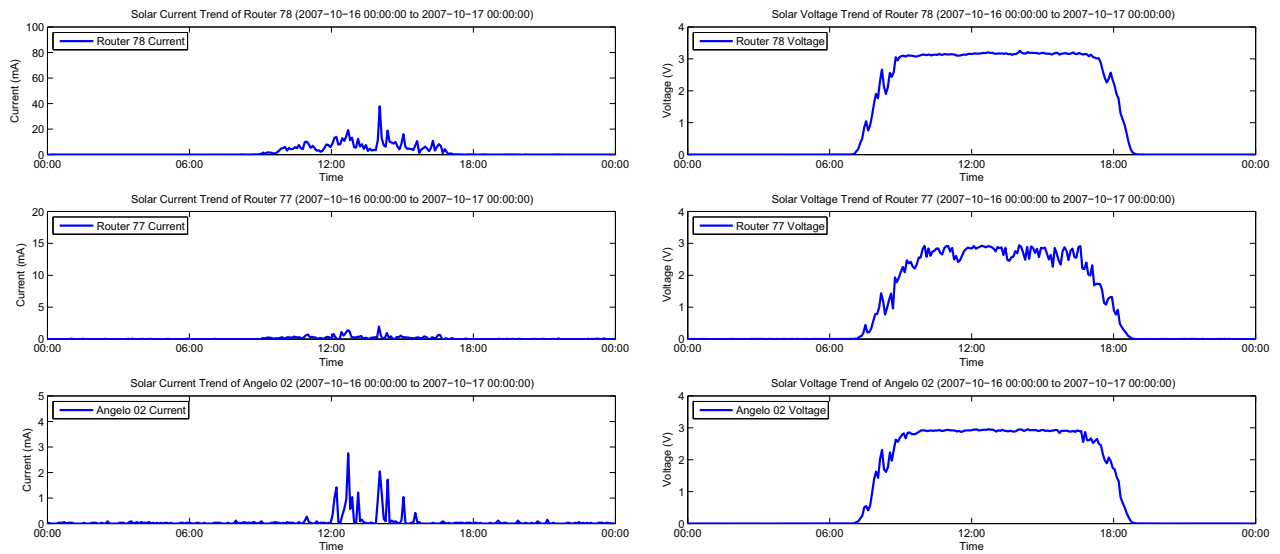 Solar Current Trend of Router 78 (2007−10−16 00:00:00 to 2007−10−17 00:00:00)
100
80
60
40
20
0
Current (mA)
Router 78 Current
00:00 06:00 12:00 18:00 00:00
Time
Solar Voltage Trend of Router 78 (2007−10−16 00:00:00 to 2007−10−17 00:00:00)
4
3
2
1
0
Voltage (V)
Router 78 Voltage
00:00 06:00 12:00 18:00 00:00
Time
Solar Current Trend of Router 77 (2007−10−16 00:00:00 to 2007−10−17 00:00:00)
20
15
10
5
0
Current (mA)
Router 77 Current
00:00 06:00 12:00 18:00 00:00
Time
Solar Voltage Trend of Router 77 (2007−10−16 00:00:00 to 2007−10−17 00:00:00)
4
3
2
1
0
Voltage (V)
Router 77 Voltage
00:00 06:00 12:00 18:00 00:00
Time
Solar Current Trend of Angelo 02 (2007−10−16 00:00:00 to 2007−10−17 00:00:00)
5
4
3
2
1
0
Current (mA)
Angelo 02 Current
00:00 06:00 12:00 18:00 00:00
Time
Solar Voltage Trend of Angelo 02 (2007−10−16 00:00:00 to 2007−10−17 00:00:00)
4
3
2
1
0
Voltage (V)
Angelo 02 Voltage
00:00 06:00 12:00 18:00 00:00
Time